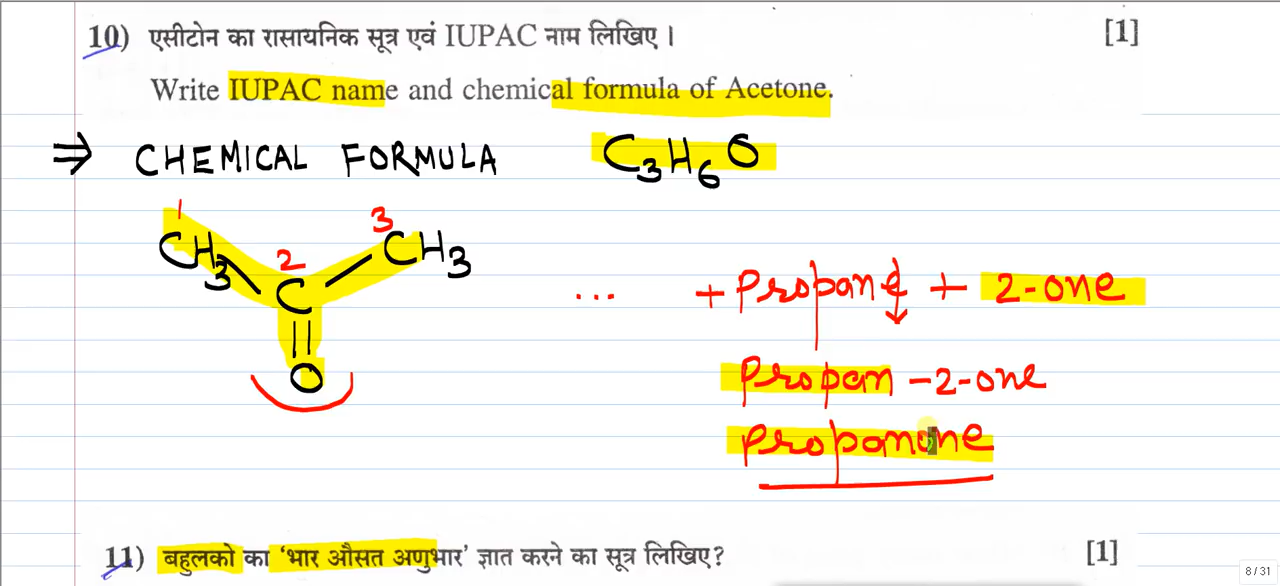 10) एसीटोन का रासायनिक सूत्र एवं IUPAC नाम लिखिए । [1]
Write IUPAC name and chemical formula of Acetone.
⇒ CHEMICAL FORMULA C₃H₆O
1 CH₃ 2 C 3 CH₃
O
... + Propane + 2-one
Propan -2-one
Propanone
11) बहुलको का 'भार औसत अणुभार' ज्ञात करने का सूत्र लिखिए? [1]
8 / 31